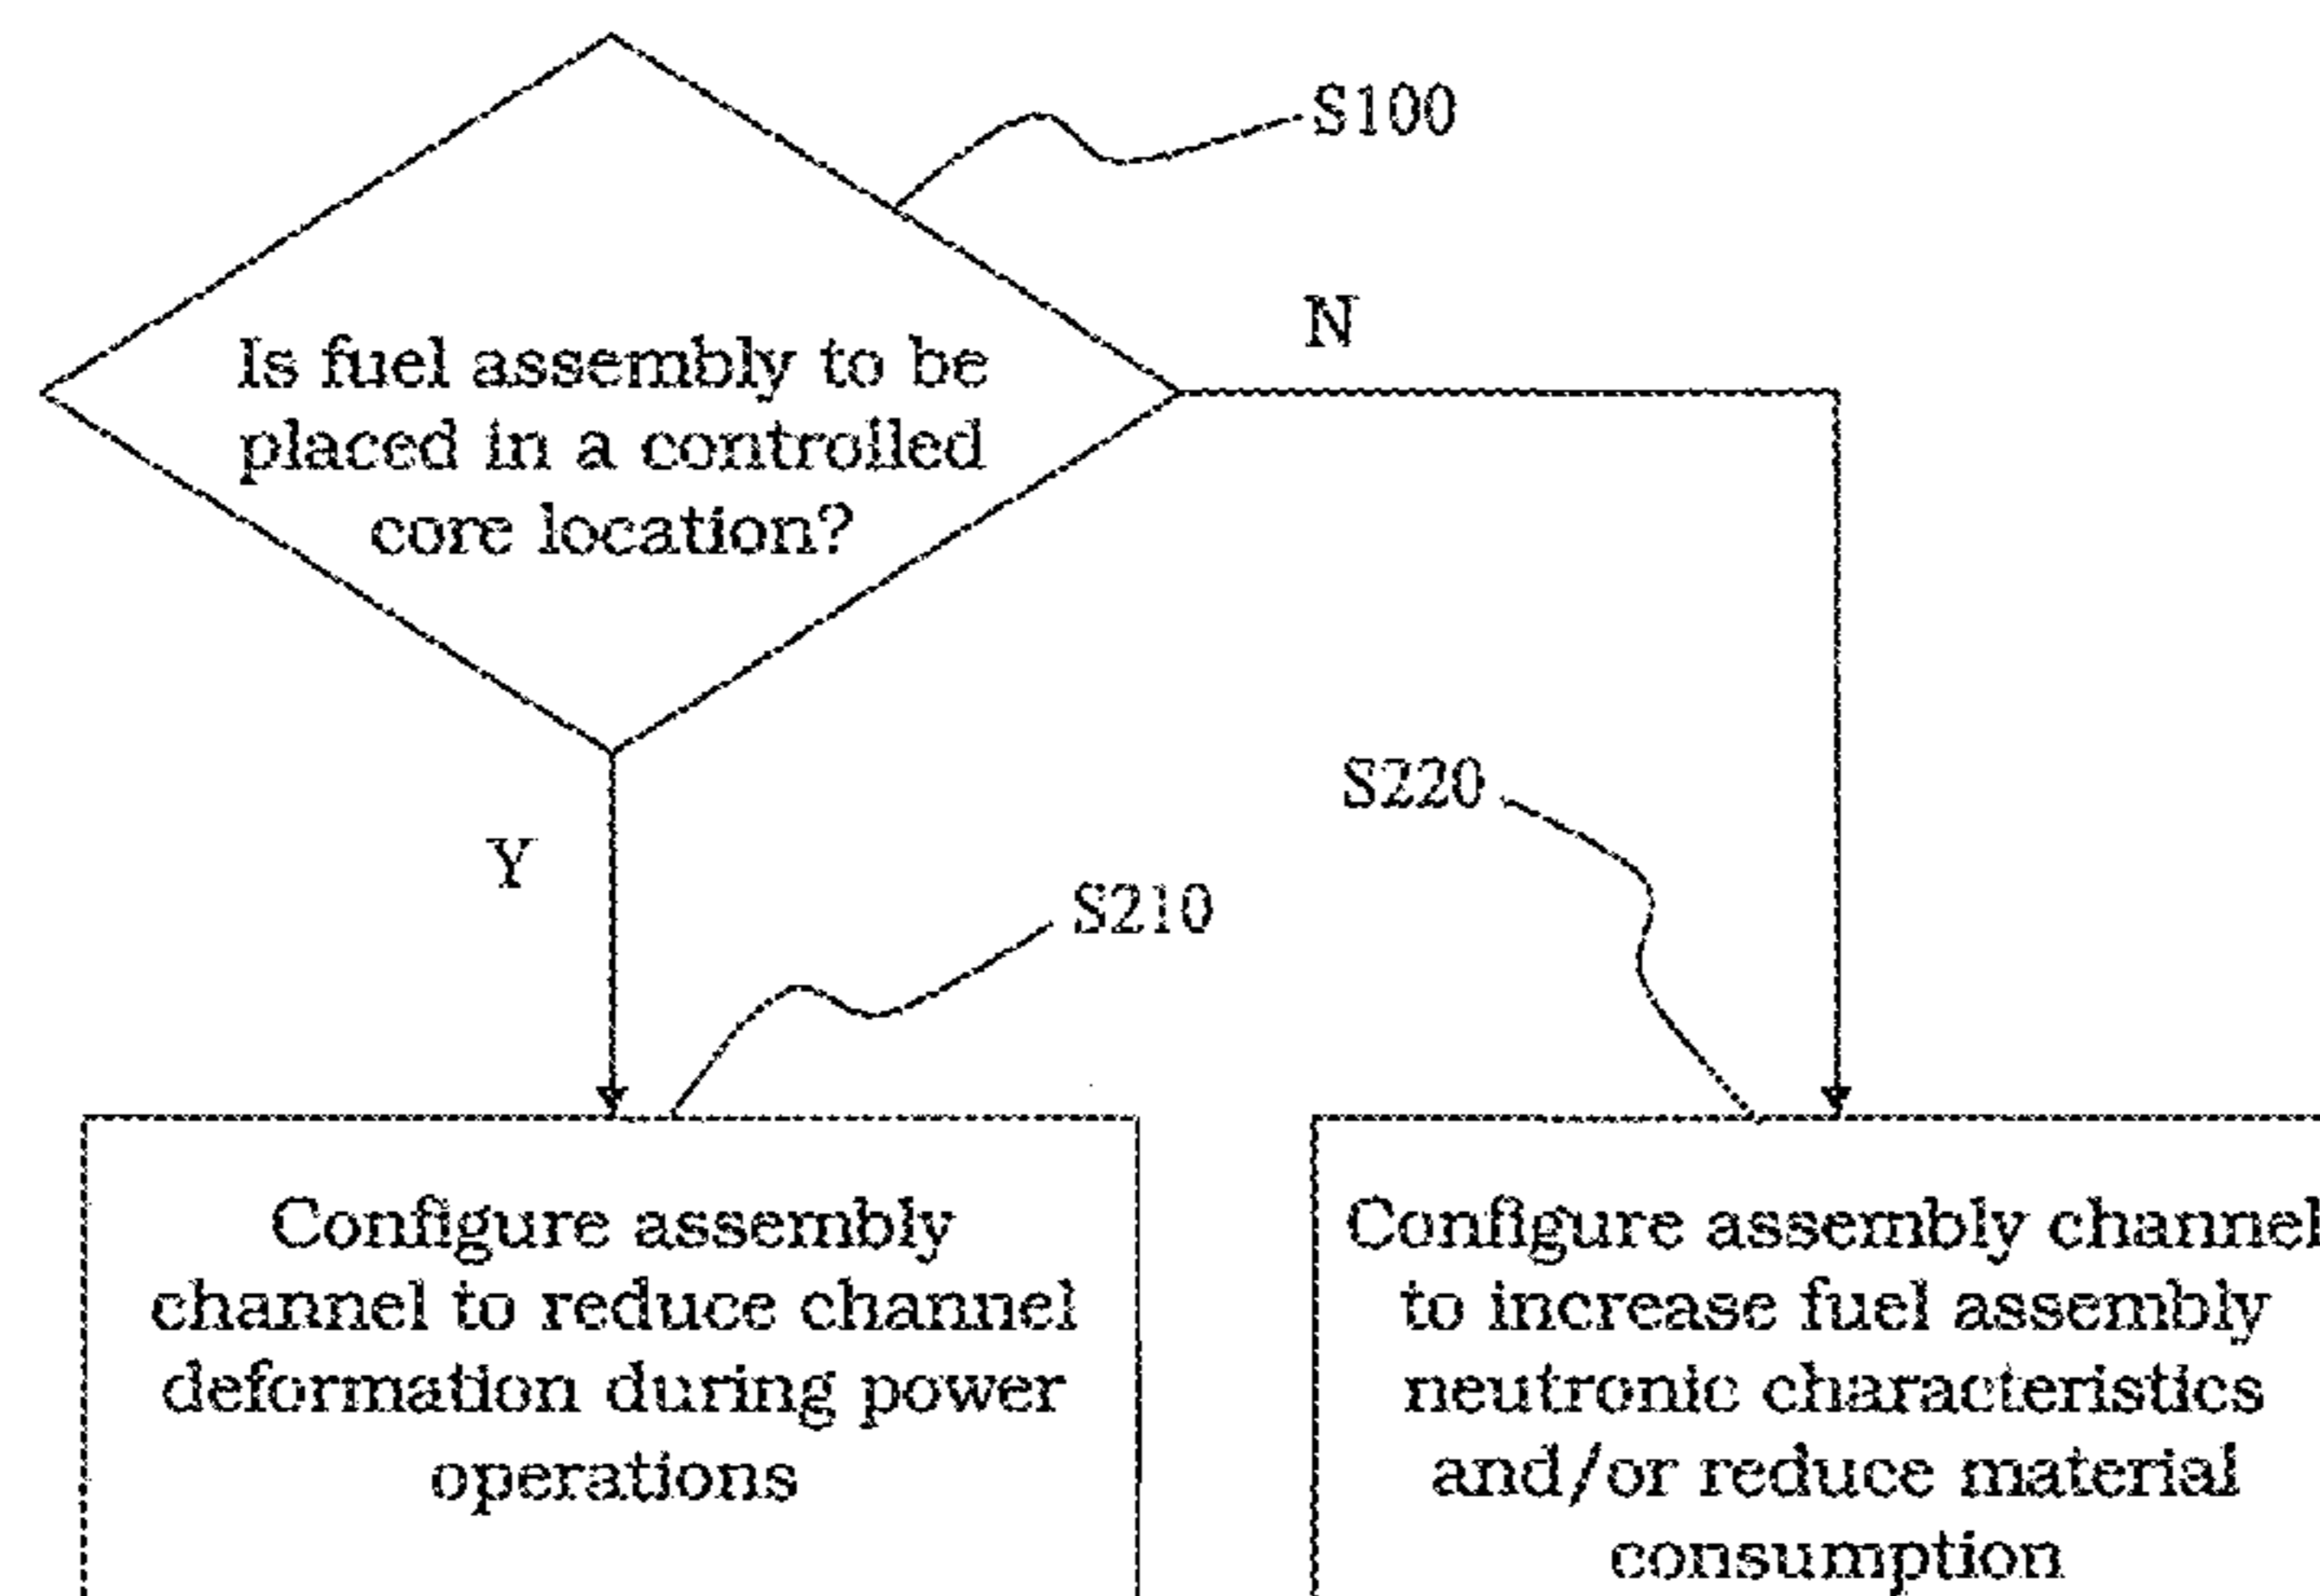 S100
N
Is fuel assembly to be
placed in a controlled
core location?
S220
Y
S210
Configure assembly
channel to reduce channel
deformation during power
operations
Configure assembly channel
to increase fuel assembly
neutronic characteristics
and/or reduce material
consumption